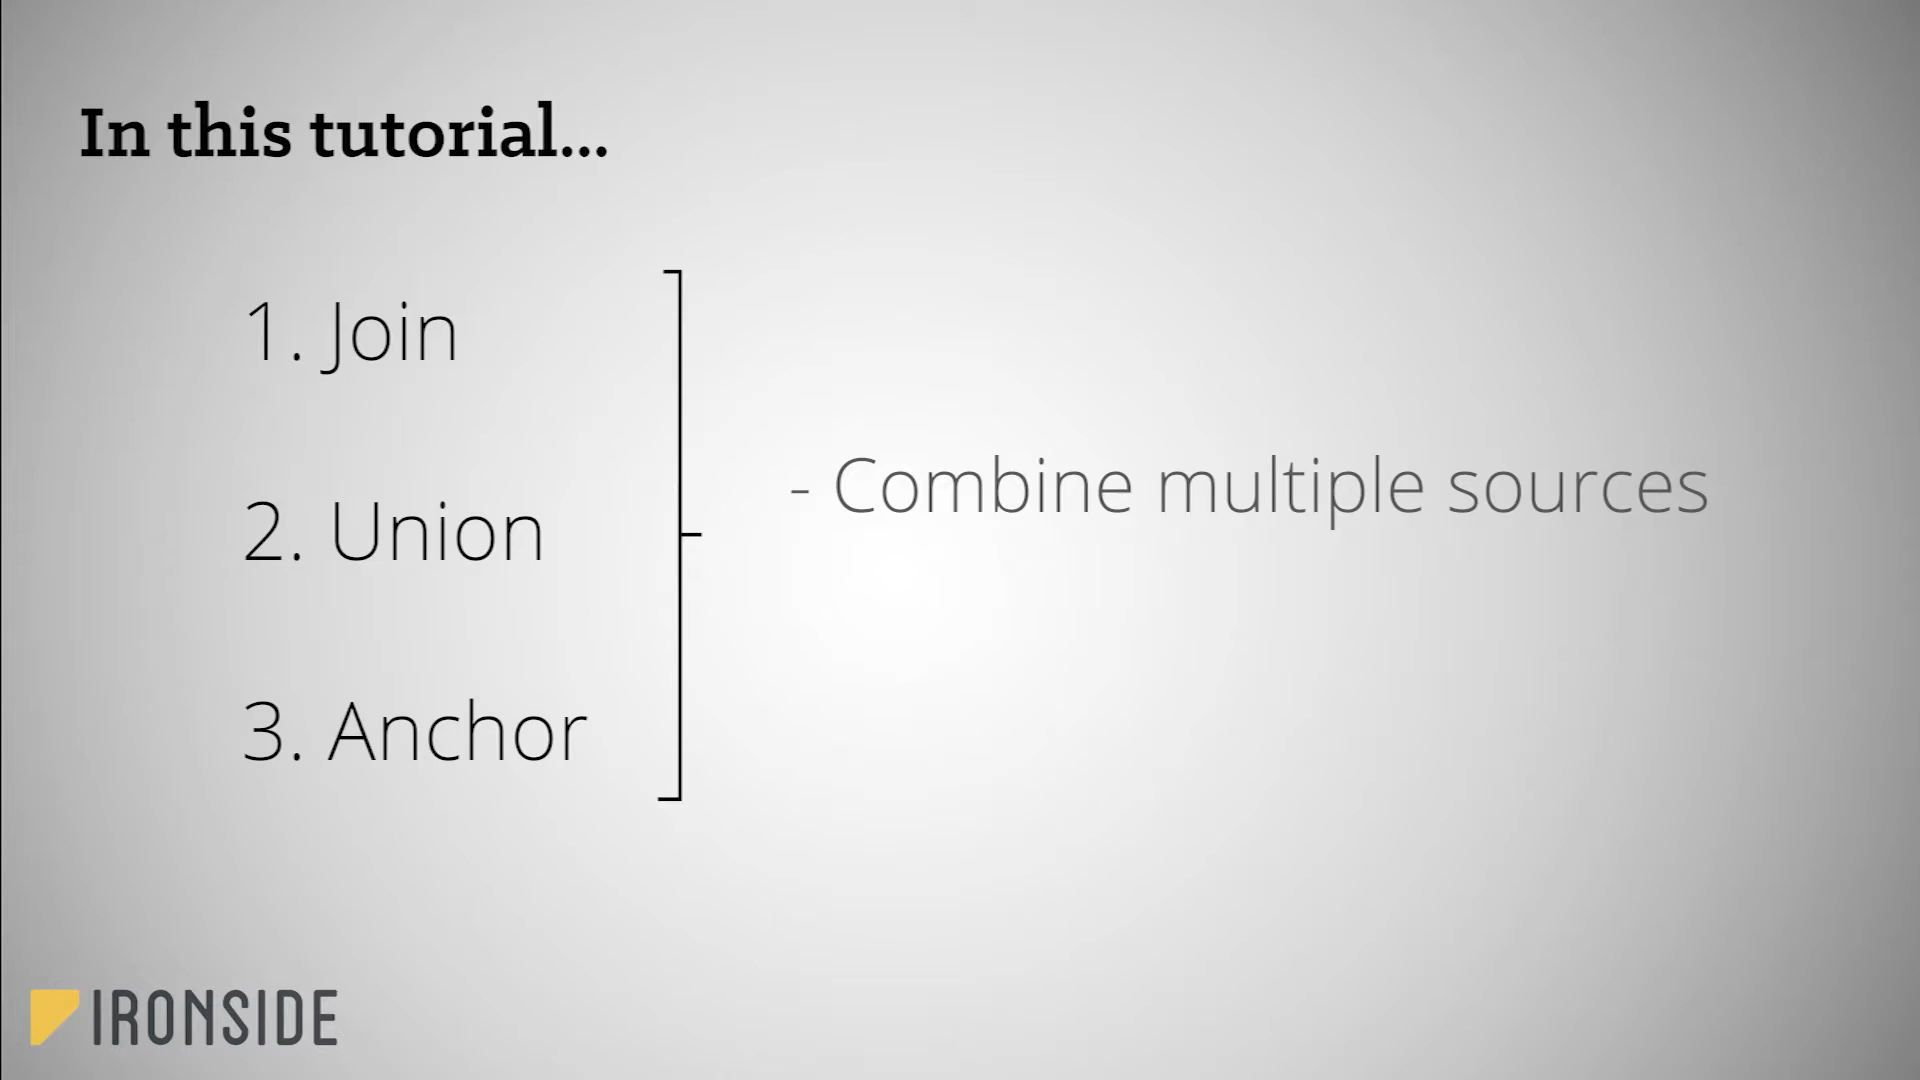 In this tutorial...
1. Join
2. Union
3. Anchor
- Combine multiple sources
IRONSIDE